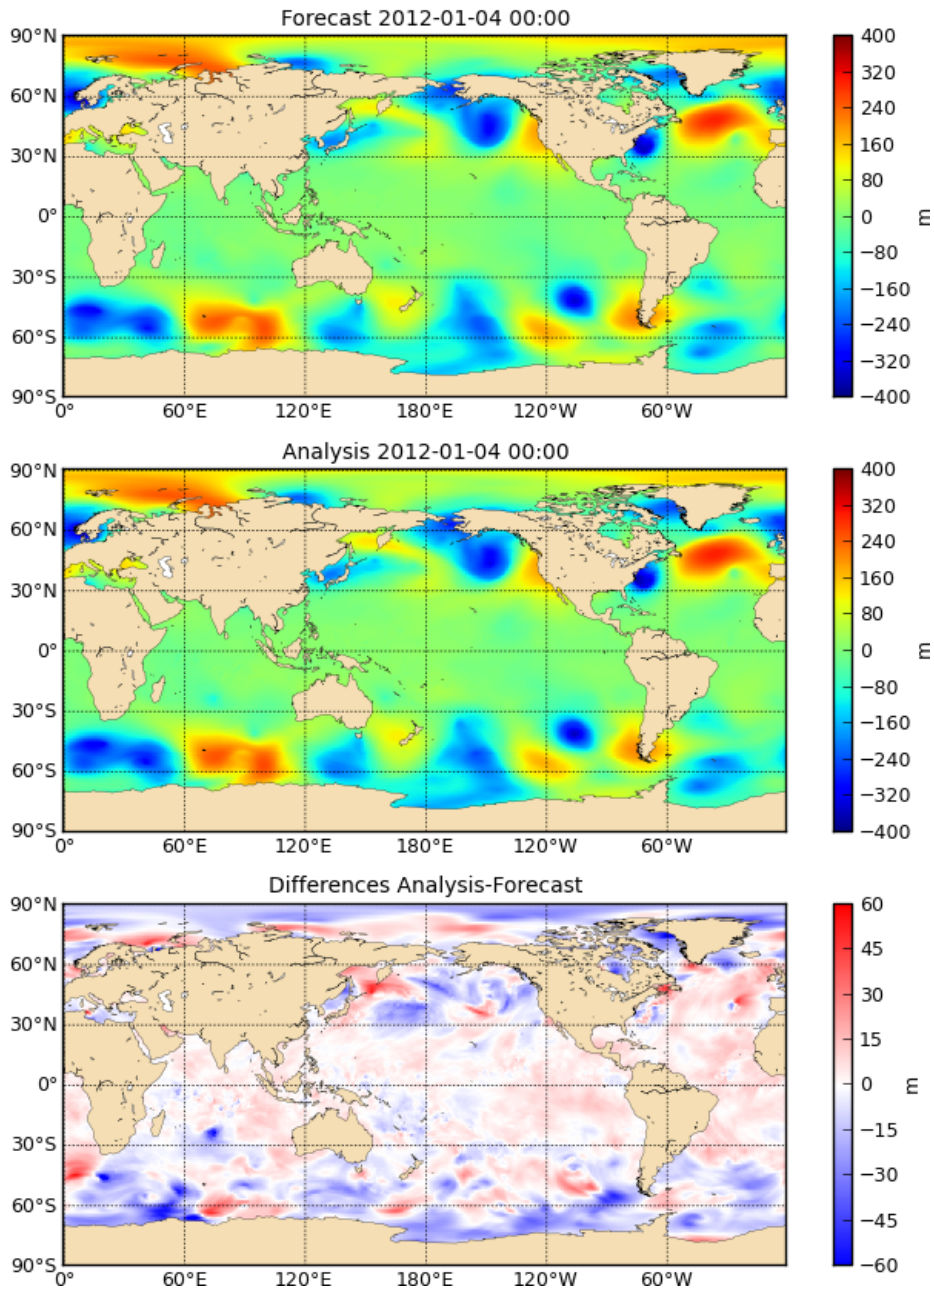 Forecast 2012-01-04 00:00
90°N
60°N
30°N
0°
30°S
60°S
90°S
0° 60°E 120°E 180°E 120°W 60°W
400
320
240
160
80
0
−80
−160
−240
−320
−400
m
Analysis 2012-01-04 00:00
90°N
60°N
30°N
0°
30°S
60°S
90°S
0° 60°E 120°E 180°E 120°W 60°W
400
320
240
160
80
0
−80
−160
−240
−320
−400
m
Differences Analysis-Forecast
90°N
60°N
30°N
0°
30°S
60°S
90°S
0° 60°E 120°E 180°E 120°W 60°W
60
45
30
15
0
−15
−30
−45
−60
m